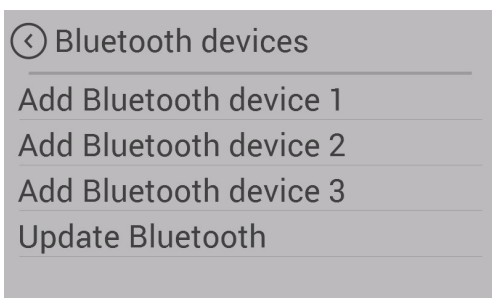 Bluetooth devices
Add Bluetooth device 1
Add Bluetooth device 2
Add Bluetooth device 3
Update Bluetooth